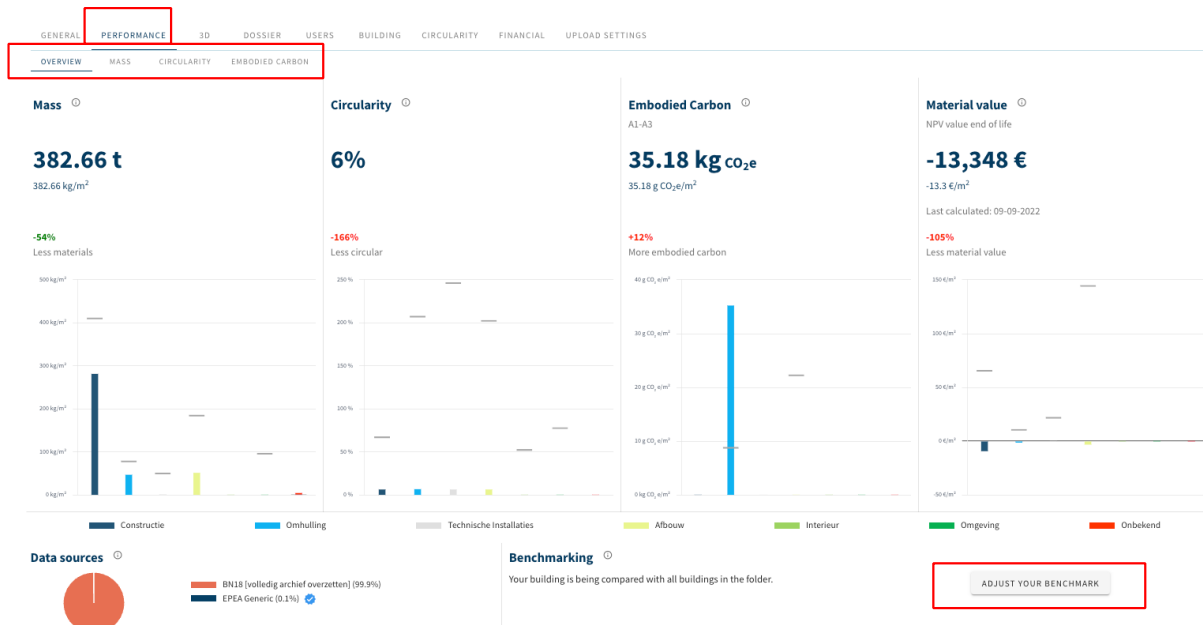 GENERAL PERFORMANCE 3D DOSSIER USERS BUILDING CIRCULARITY FINANCIAL UPLOAD SETTINGS
OVERVIEW MASS CIRCULARITY EMBODIED CARBON
Mass
382.66 t
382.66 kg/m²
-54%
Less materials
500 kg/m²
400 kg/m²
300 kg/m²
200 kg/m²
100 kg/m²
0 kg/m²
Circularity
6%
-166%
Less circular
250 %
200 %
150 %
100 %
50 %
0 %
Embodied Carbon
A1-A3
35.18 kg CO₂e
35.18 g CO₂e/m²
+12%
More embodied carbon
40 g CO₂ e/m²
30 g CO₂ e/m²
20 g CO₂ e/m²
10 g CO₂ e/m²
0 kg CO₂ e/m²
Material value
NPV value end of life
-13,348 €
-13.3 €/m²
Last calculated: 09-09-2022
-105%
Less material value
150 €/m²
100 €/m²
50 €/m²
0 €/m²
-50 €/m²
Constructie Omhulling Technische Installaties Afbouw Interieur Omgeving Onbekend
Data sources
BN18 [volledig archief overzetten] (99.9%)
EPEA Generic (0.1%)
Benchmarking
Your building is being compared with all buildings in the folder.
ADJUST YOUR BENCHMARK